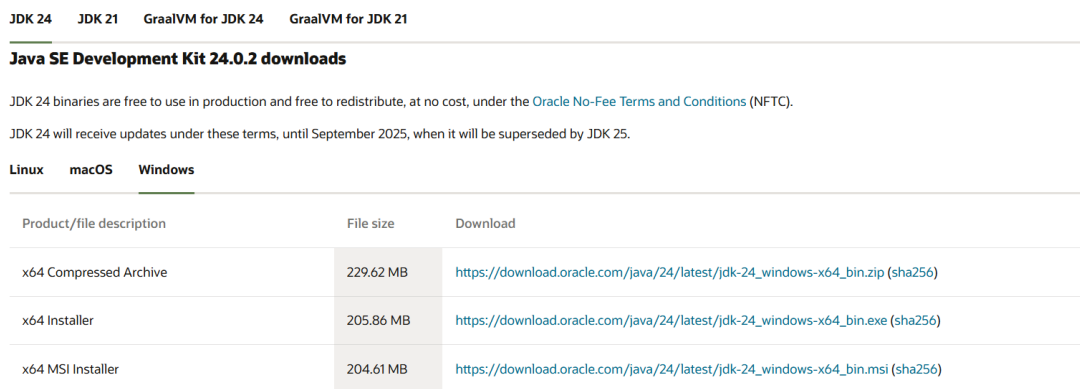 JDK 24 JDK 21 GraalVM for JDK 24 GraalVM for JDK 21
Java SE Development Kit 24.0.2 downloads
JDK 24 binaries are free to use in production and free to redistribute, at no cost, under the Oracle No-Fee Terms and Conditions (NFTC).
JDK 24 will receive updates under these terms, until September 2025, when it will be superseded by JDK 25.
Linux macOS Windows
Product/file description File size Download
x64 Compressed Archive 229.62 MB https://download.oracle.com/java/24/latest/jdk-24_windows-x64_bin.zip (sha256)
x64 Installer 205.86 MB https://download.oracle.com/java/24/latest/jdk-24_windows-x64_bin.exe (sha256)
x64 MSI Installer 204.61 MB https://download.oracle.com/java/24/latest/jdk-24_windows-x64_bin.msi (sha256)